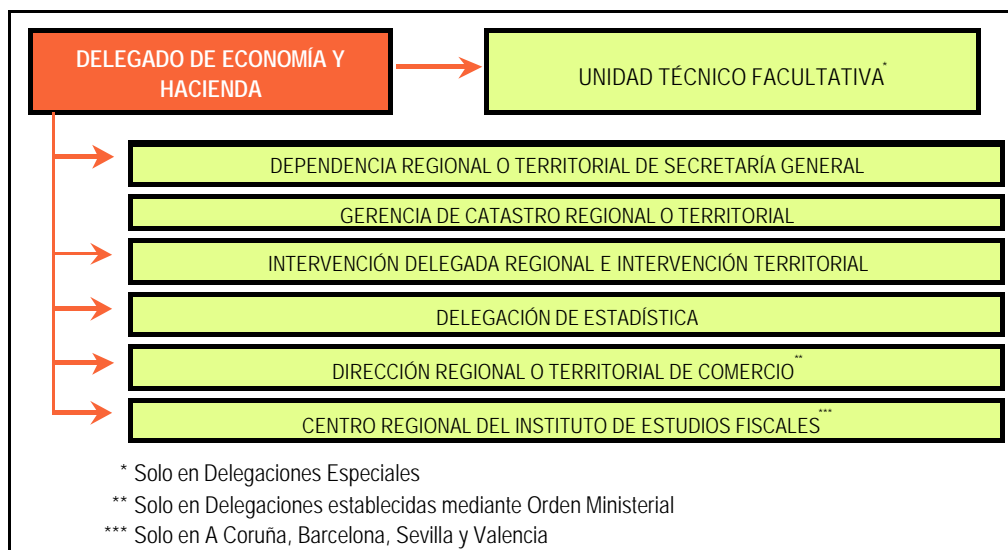 DELEGADO DE ECONOMÍA Y
HACIENDA
UNIDAD TÉCNICO FACULTATIVA*
DEPENDENCIA REGIONAL O TERRITORIAL DE SECRETARÍA GENERAL
GERENCIA DE CATASTRO REGIONAL O TERRITORIAL
INTERVENCIÓN DELEGADA REGIONAL E INTERVENCIÓN TERRITORIAL
DELEGACIÓN DE ESTADÍSTICA
DIRECCIÓN REGIONAL O TERRITORIAL DE COMERCIO**
CENTRO REGIONAL DEL INSTITUTO DE ESTUDIOS FISCALES***
* Solo en Delegaciones Especiales
** Solo en Delegaciones establecidas mediante Orden Ministerial
*** Solo en A Coruña, Barcelona, Sevilla y Valencia